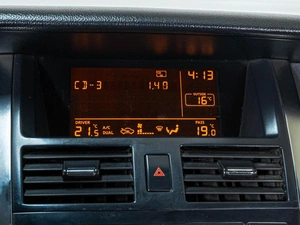 4:13
CD-3 1.40
OUTSIDE
16°C
DRIVER PASS
21.5 A/C DUAL 19.0